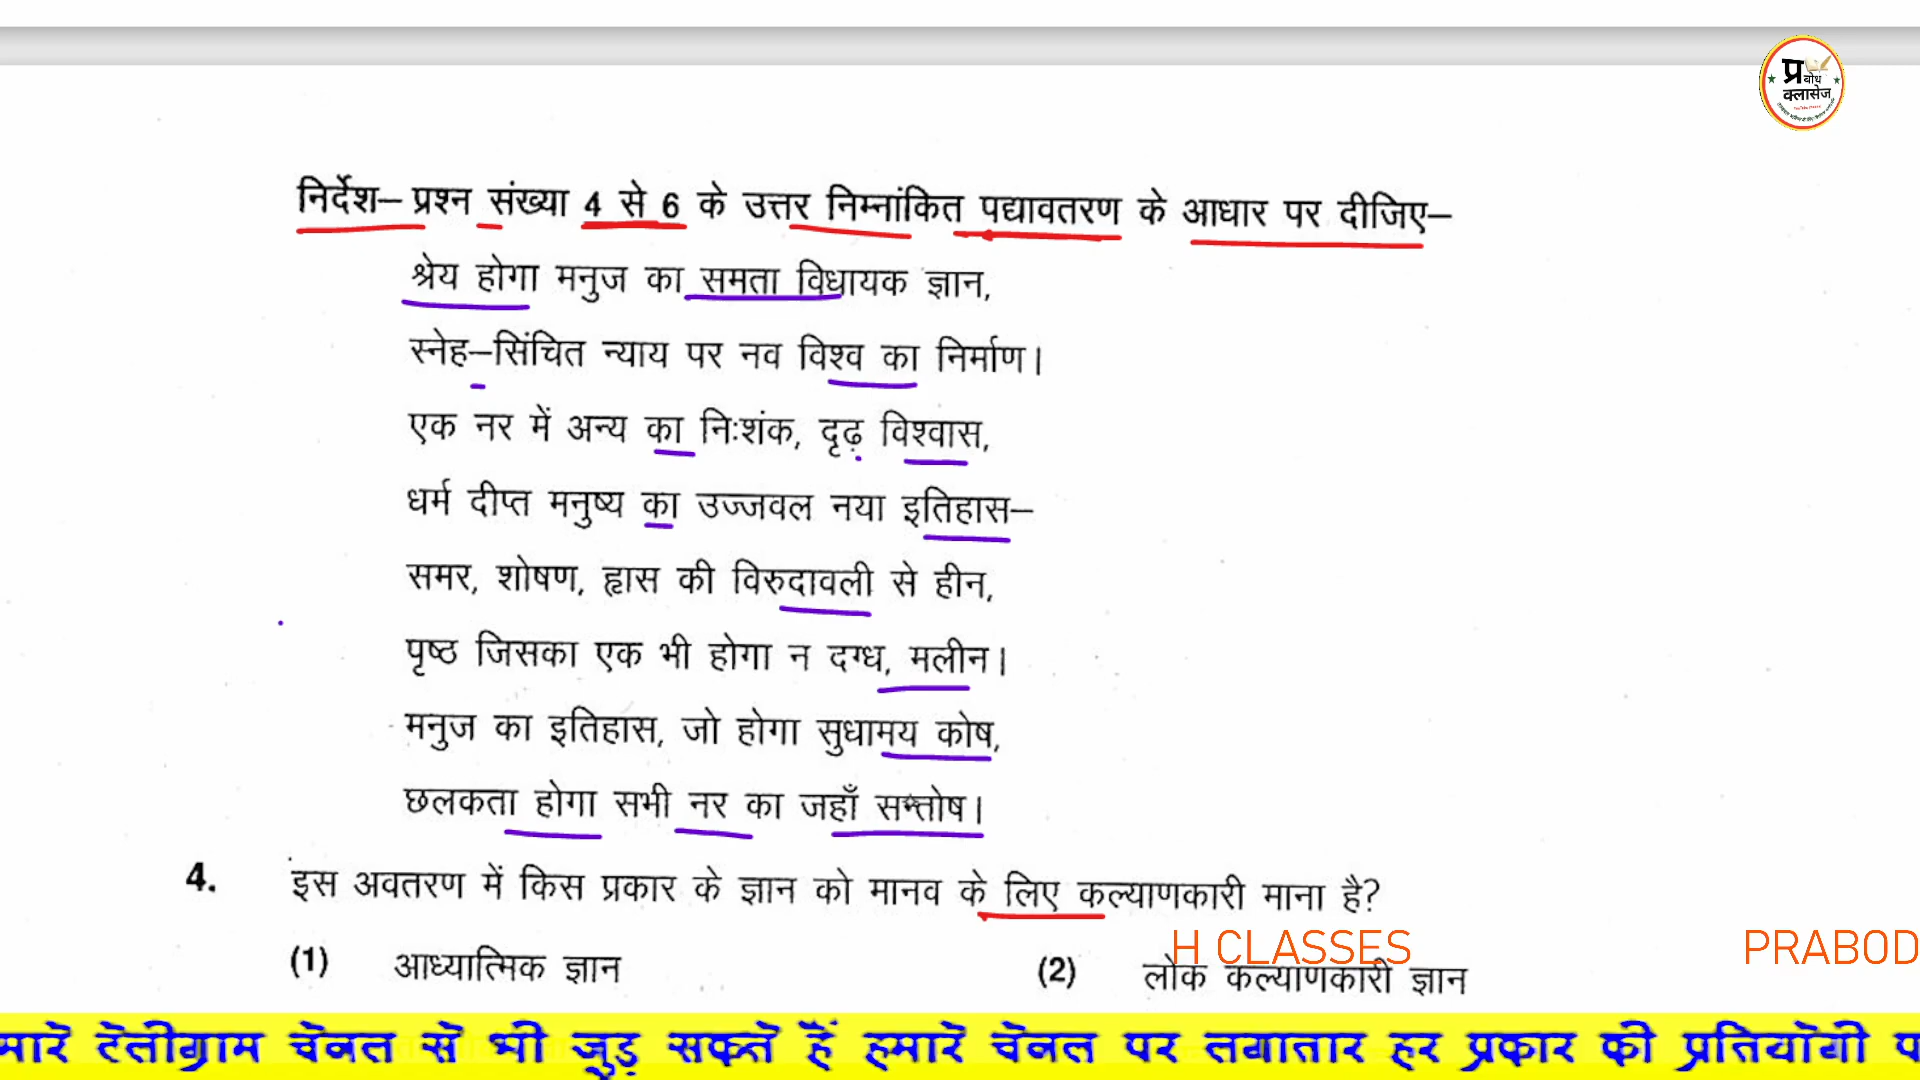 प्र बोध
क्लासेज
निर्देश– प्रश्न संख्या 4 से 6 के उत्तर निम्नांकित पद्यावतरण के आधार पर दीजिए–
श्रेय होगा मनुज का समता विधायक ज्ञान,
स्नेह–सिंचित न्याय पर नव विश्व का निर्माण।
एक नर में अन्य का निःशंक, दृढ़ विश्वास,
धर्म दीप्त मनुष्य का उज्जवल नया इतिहास–
समर, शोषण, ह्रास की विरुदावली से हीन,
पृष्ठ जिसका एक भी होगा न दग्ध, मलीन।
मनुज का इतिहास, जो होगा सुधामय कोष,
छलकता होगा सभी नर का जहाँ सन्तोष।
4. इस अवतरण में किस प्रकार के ज्ञान को मानव के लिए कल्याणकारी माना है?
H CLASSES PRABOD
(1) आध्यात्मिक ज्ञान (2) लोक कल्याणकारी ज्ञान
मारे टेलीग्राम चैनल से भी जुड़ सकते हैं हमारे चैनल पर लगातार हर प्रकार की प्रतियोगी प